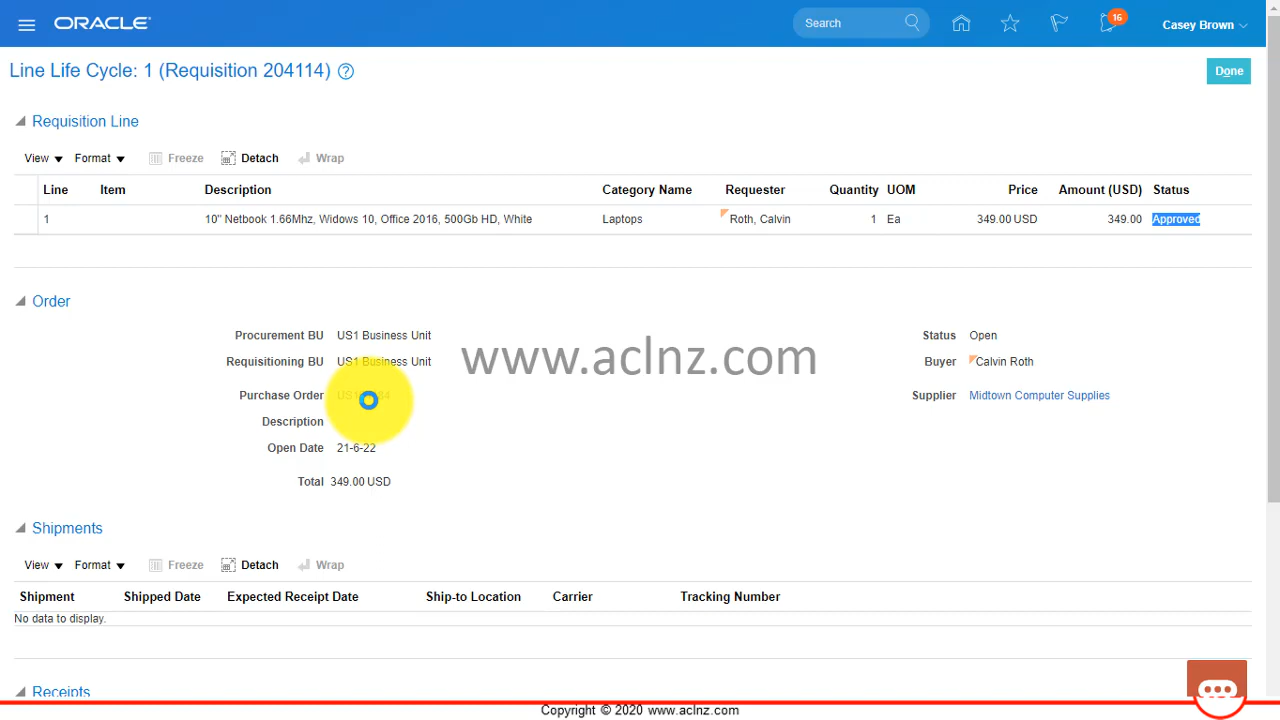 ORACLE
Search
16
Casey Brown
Line Life Cycle: 1 (Requisition 204114) ?
Done
Requisition Line
View Format Freeze Detach Wrap
Line Item Description Category Name Requester Quantity UOM Price Amount (USD) Status
1 10" Netbook 1.66Mhz, Widows 10, Office 2016, 500Gb HD, White Laptops Roth, Calvin 1 Ea 349.00 USD 349.00 Approved
Order
Procurement BU US1 Business Unit Status Open
Requisitioning BU US1 Business Unit Buyer Calvin Roth
www.aclnz.com
Purchase Order Supplier Midtown Computer Supplies
Description
Open Date 21-6-22
Total 349.00 USD
Shipments
View Format Freeze Detach Wrap
Shipment Shipped Date Expected Receipt Date Ship-to Location Carrier Tracking Number
No data to display.
Receipts
Copyright © 2020 www.aclnz.com